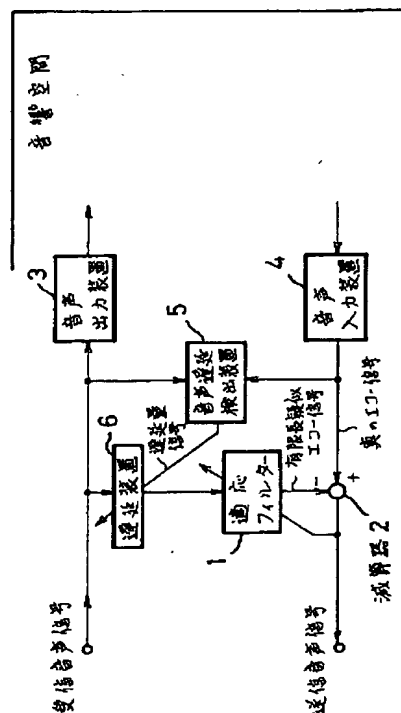 音響空間
3
音声
出力装置
4
音声
入力装置
5
音声遅延
検出装置
遅延量
信号
6
遅延装置
適応
フィルター
1
有限長疑似
エコー信号
真のエコー信号
-
+
減算路2
受信音声信号
送信音声信号